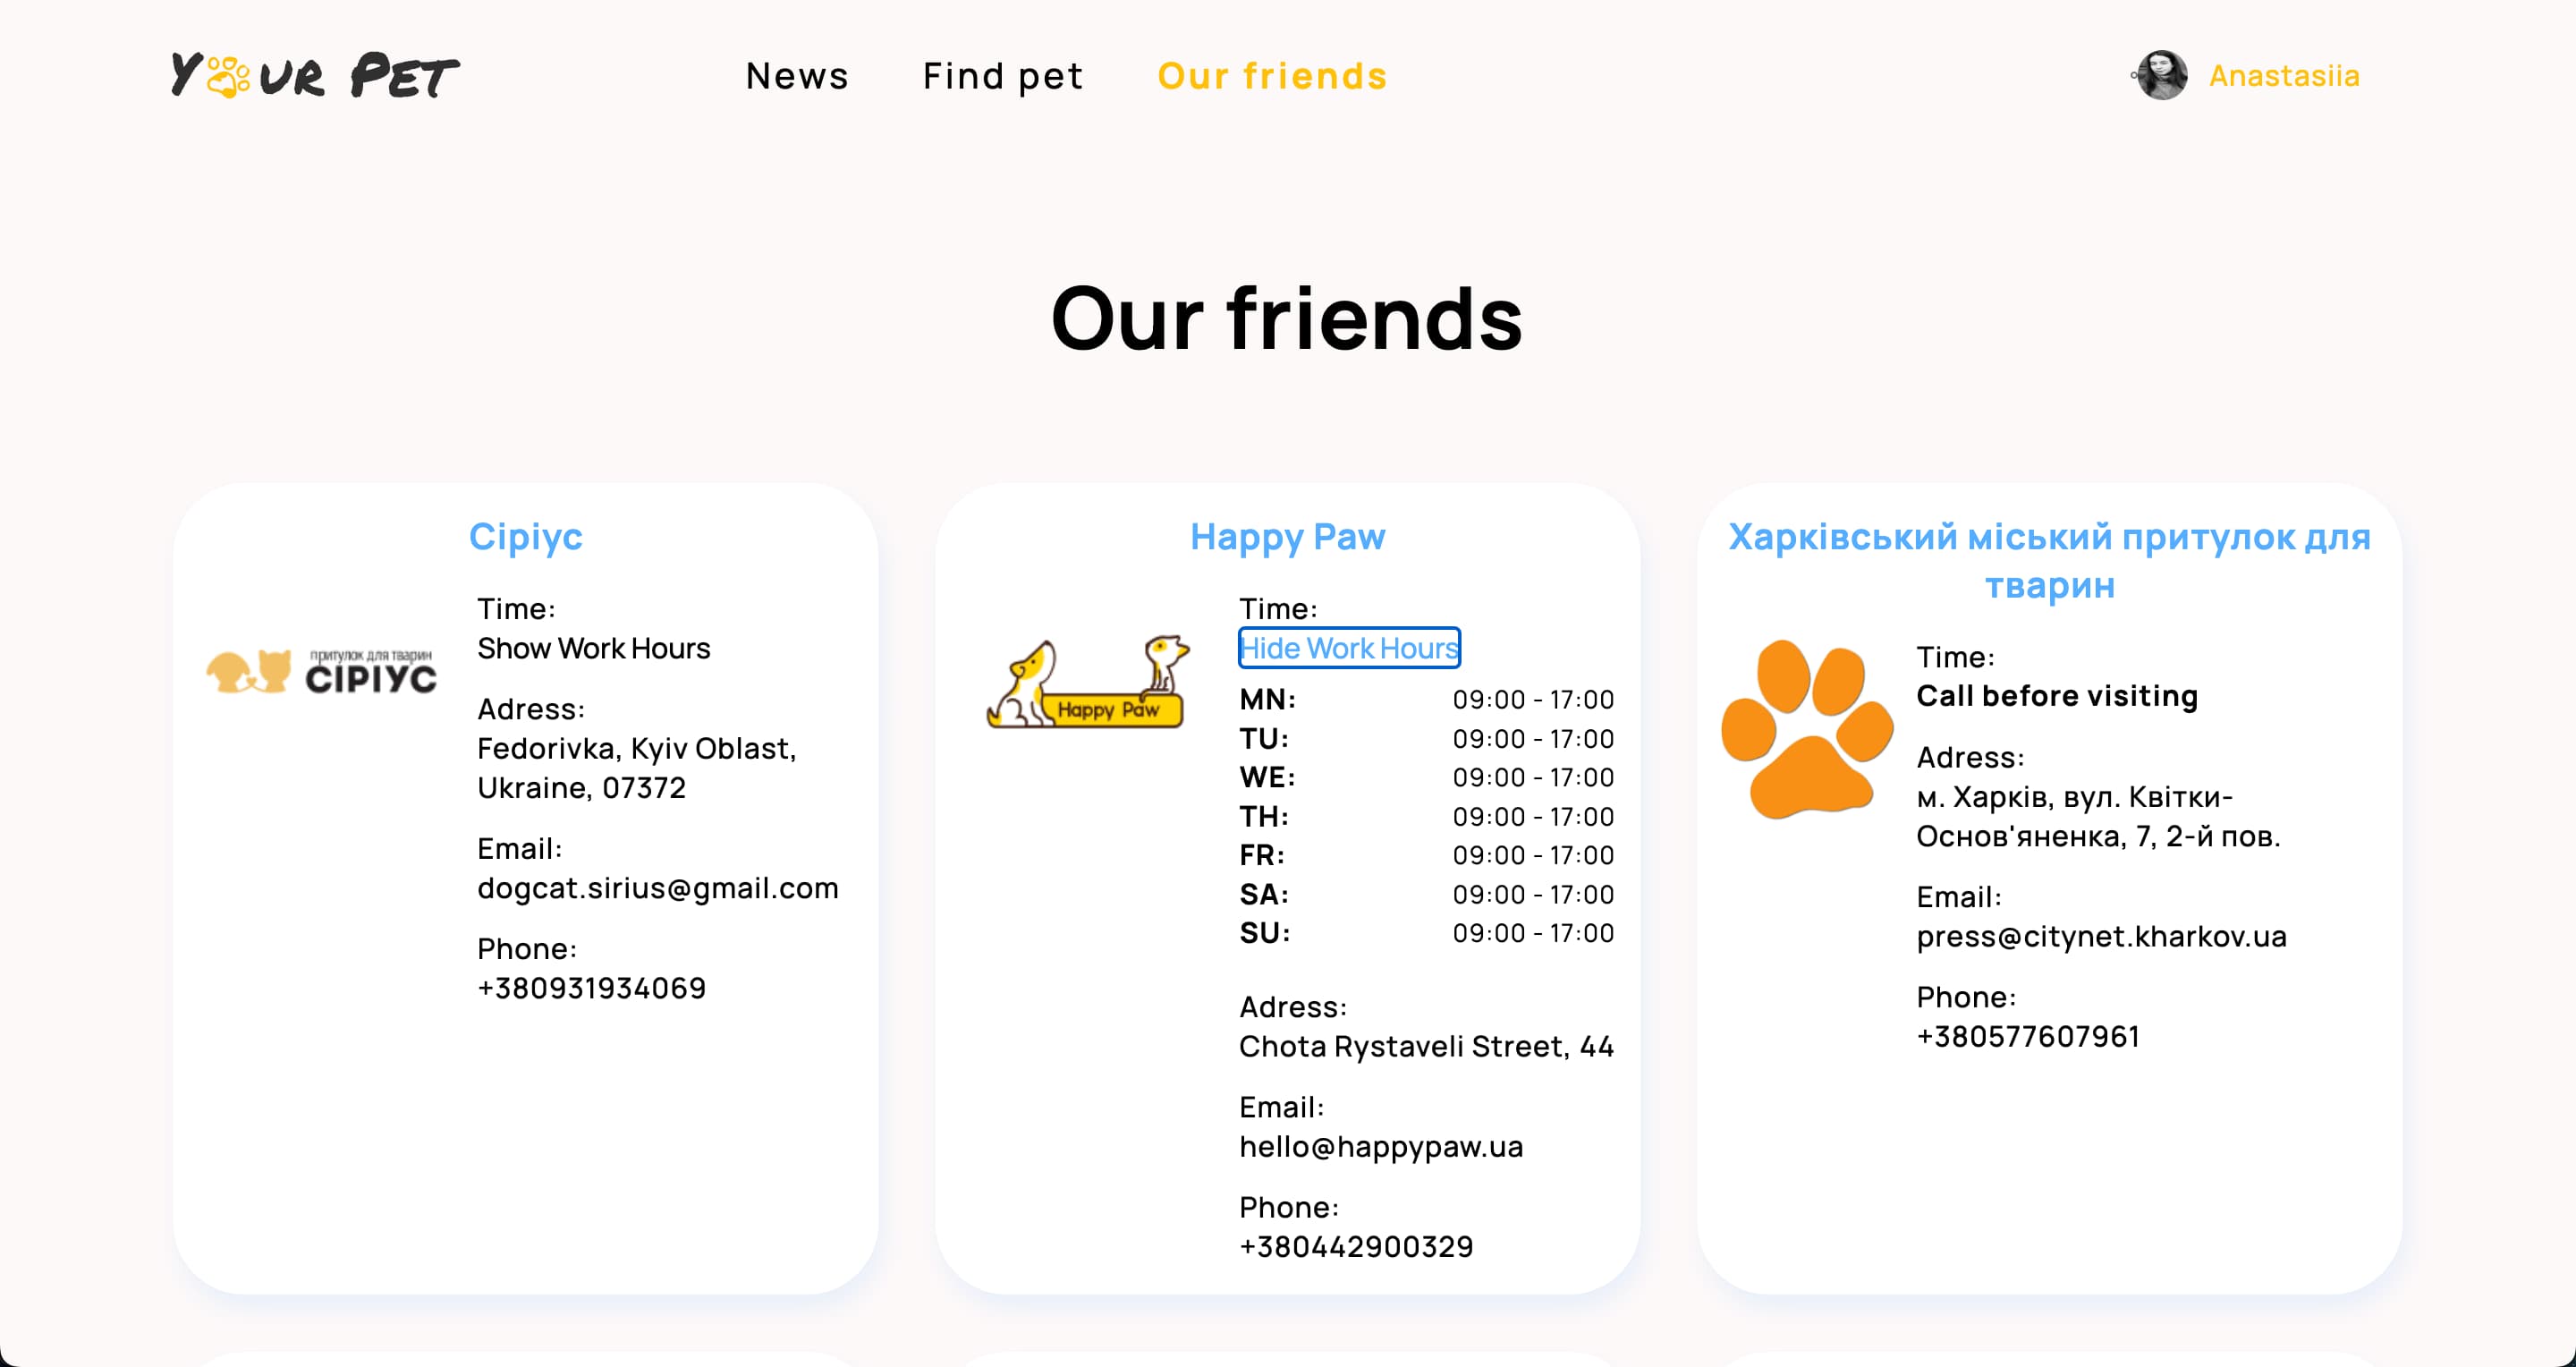 Your Pet
News
Find pet
Our friends
Anastasiia
Our friends
Сіріус
притулок для тварин
СІРІУС
Time:
Show Work Hours
Adress:
Fedorivka, Kyiv Oblast,
Ukraine, 07372
Email:
dogcat.sirius@gmail.com
Phone:
+380931934069
Happy Paw
Happy Paw
Time:
Hide Work Hours
MN: 09:00 - 17:00
TU: 09:00 - 17:00
WE: 09:00 - 17:00
TH: 09:00 - 17:00
FR: 09:00 - 17:00
SA: 09:00 - 17:00
SU: 09:00 - 17:00
Adress:
Chota Rystaveli Street, 44
Email:
hello@happypaw.ua
Phone:
+380442900329
Харківський міський притулок для
тварин
Time:
Call before visiting
Adress:
м. Харків, вул. Квітки-
Основ'яненка, 7, 2-й пов.
Email:
press@citynet.kharkov.ua
Phone:
+380577607961